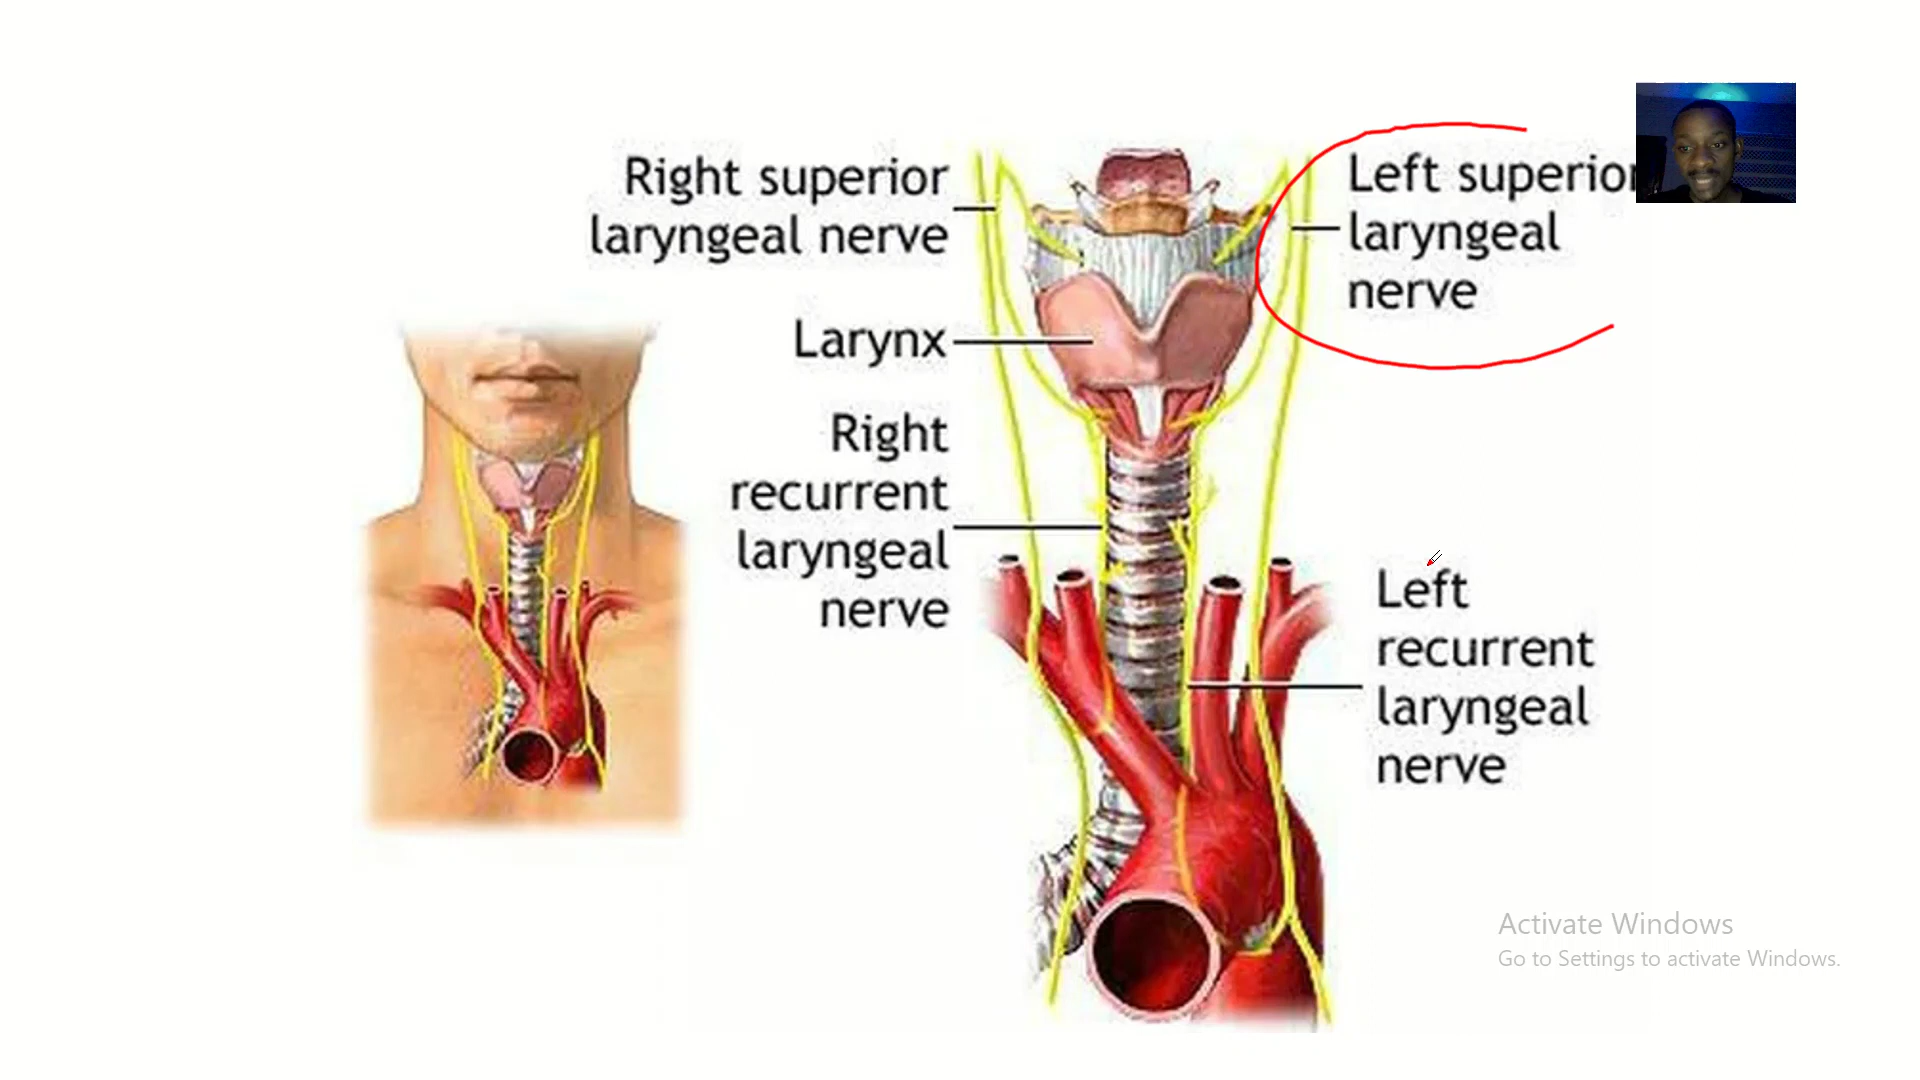 Right superior
laryngeal nerve
Larynx
Right
recurrent
laryngeal
nerve
Left superior
laryngeal
nerve
Left
recurrent
laryngeal
nerve
Activate Windows
Go to Settings to activate Windows.